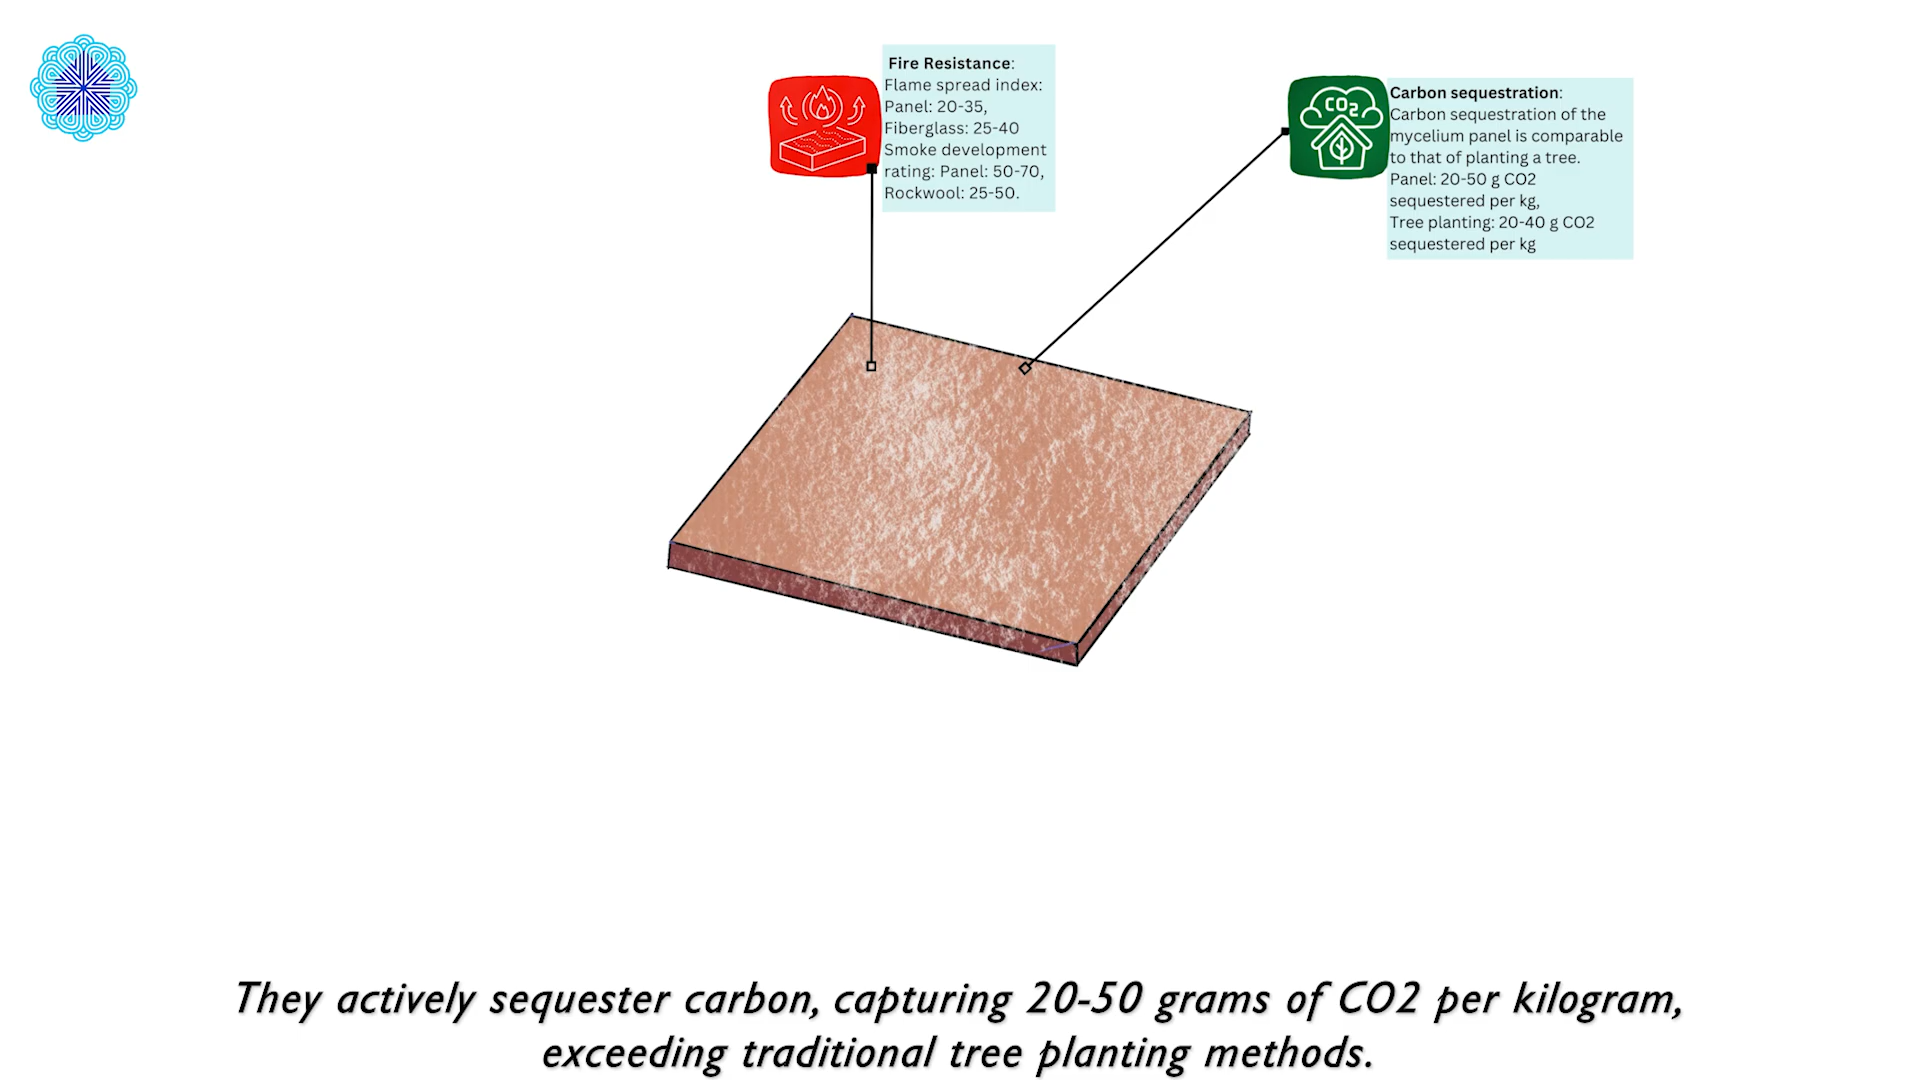 Fire Resistance:
Flame spread index:
Panel: 20-35,
Fiberglass: 25-40
Smoke development
rating: Panel: 50-70,
Rockwool: 25-50.
CO2
Carbon sequestration:
Carbon sequestration of the
mycelium panel is comparable
to that of planting a tree.
Panel: 20-50 g CO2
sequestered per kg,
Tree planting: 20-40 g CO2
sequestered per kg
They actively sequester carbon, capturing 20-50 grams of CO2 per kilogram,
exceeding traditional tree planting methods.